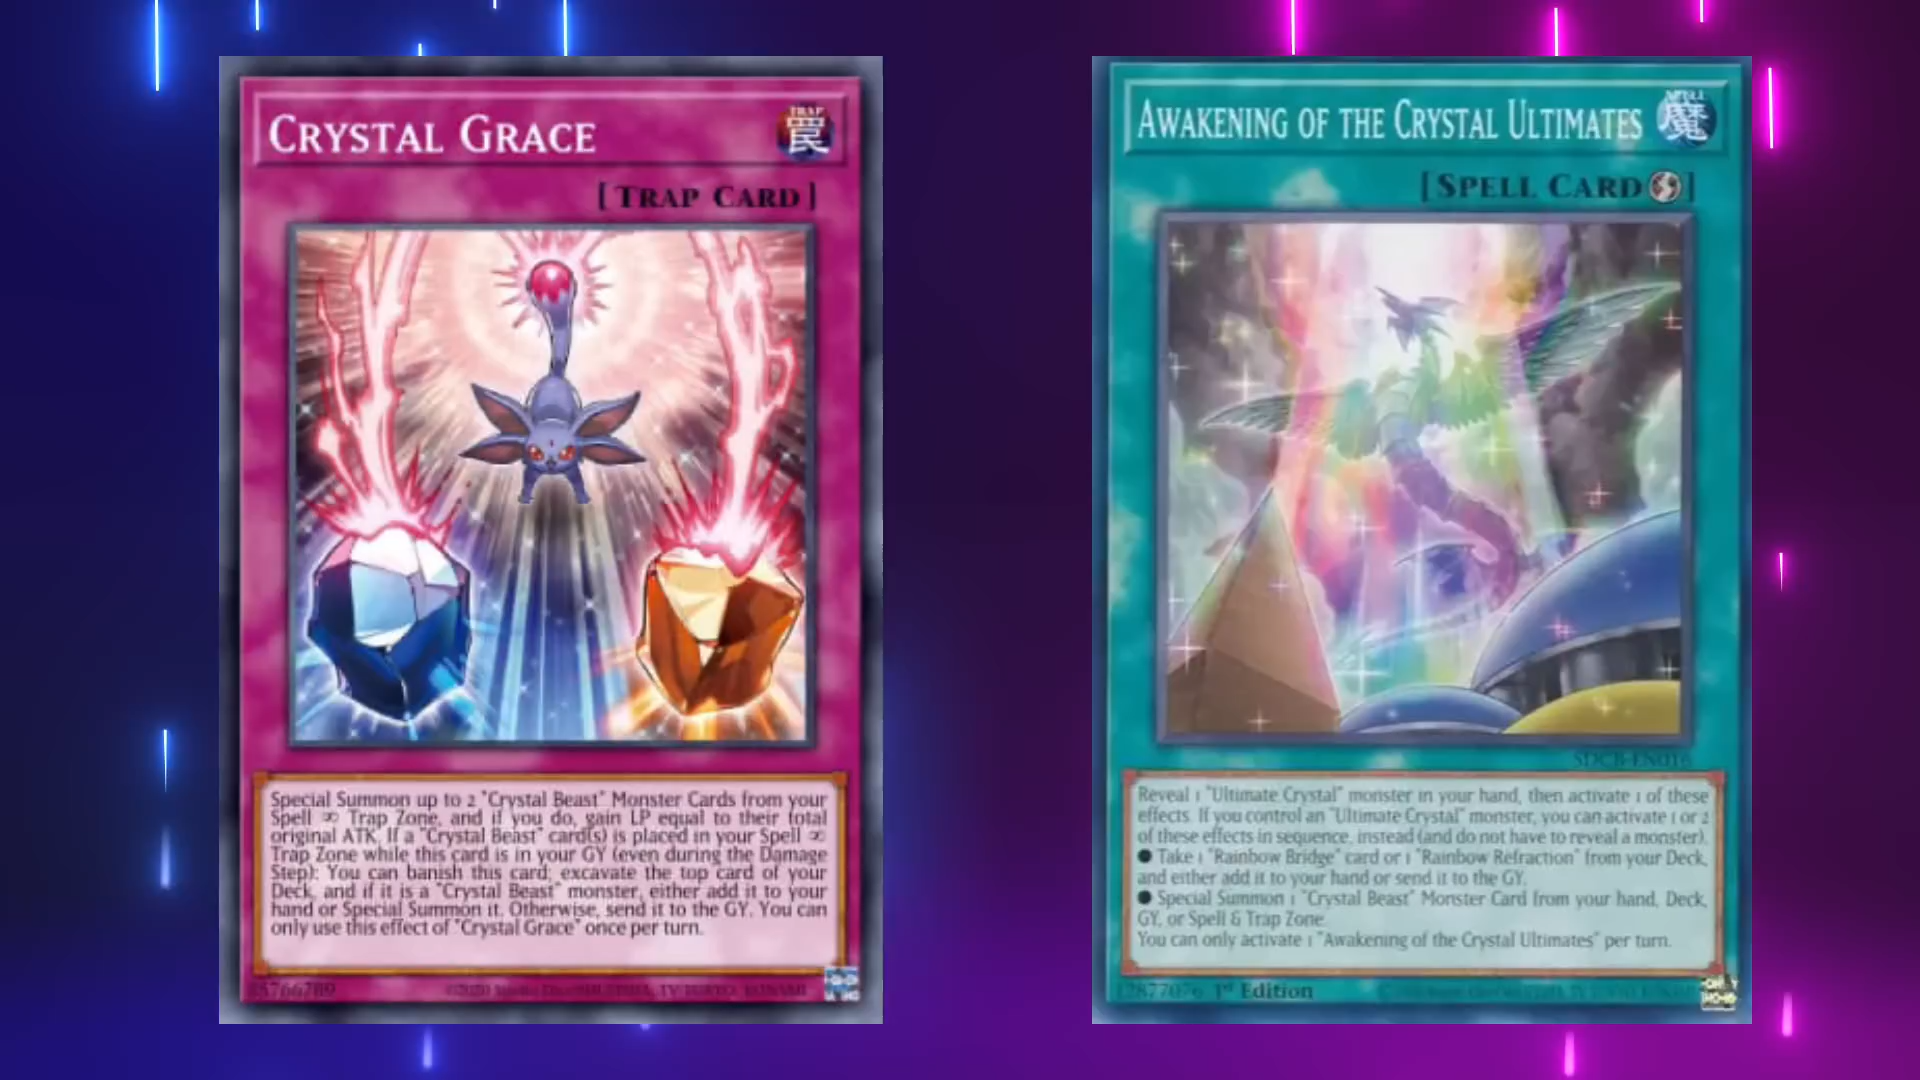 CRYSTAL GRACE
TRAP
罠
[TRAP CARD]
Special Summon up to 2 "Crystal Beast" Monster Cards from your
Spell & Trap Zone, and if you do, gain LP equal to their total
original ATK. If a "Crystal Beast" card(s) is placed in your Spell &
Trap Zone while this card is in your GY (even during the Damage
Step): You can banish this card; excavate the top card of your
Deck, and if it is a "Crystal Beast" monster, either add it to your
hand or Special Summon it. Otherwise, send it to the GY. You can
only use this effect of "Crystal Grace" once per turn.
AWAKENING OF THE CRYSTAL ULTIMATES
SPELL
魔
[SPELL CARD]
SDCB-EN016
Reveal 1 "Ultimate Crystal" monster in your hand, then activate 1 of these
effects. If you control an "Ultimate Crystal" monster, you can activate 1 or 2
of these effects in sequence, instead (and do not have to reveal a monster).
● Take 1 "Rainbow Bridge" card or 1 "Rainbow Refraction" from your Deck,
and either add it to your hand or send it to the GY.
● Special Summon 1 "Crystal Beast" Monster Card from your hand, Deck,
GY, or Spell & Trap Zone.
You can only activate 1 "Awakening of the Crystal Ultimates" per turn.
1st Edition